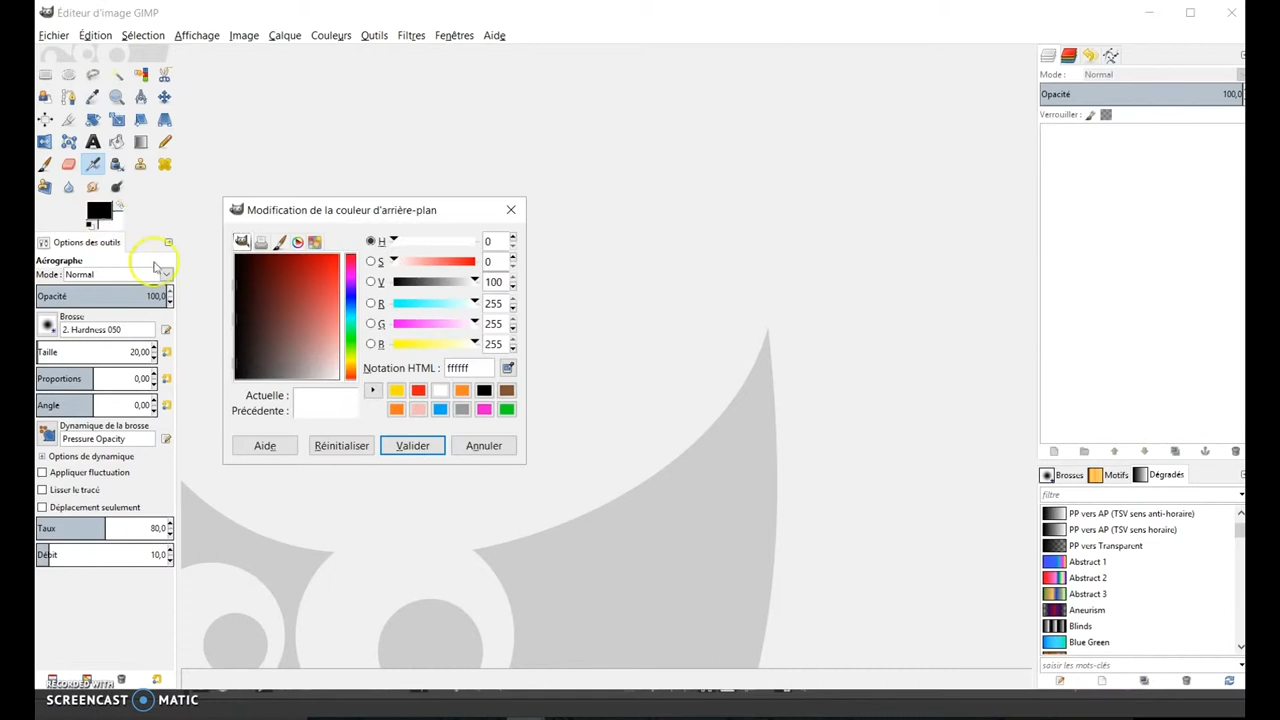 Éditeur d'image GIMP
Fichier Édition Sélection Affichage Image Calque Couleurs Outils Filtres Fenêtres Aide
Mode : Normal
Opacité 100,0
Verrouiller :
Modification de la couleur d'arrière-plan
H 0
S 0
V 100
R 255
G 255
B 255
Notation HTML : ffffff
Actuelle :
Précédente :
Aide Réinitialiser Valider Annuler
Options des outils
Aérographe
Mode : Normal
Opacité 100,0
Brosse
2. Hardness 050
Taille 20,00
Proportions 0,00
Angle 0,00
Dynamique de la brosse
Pressure Opacity
Options de dynamique
Appliquer fluctuation
Lisser le tracé
Déplacement seulement
Taux 80,0
Débit 10,0
Brosses Motifs Dégradés
filtre
PP vers AP (TSV sens anti-horaire)
PP vers AP (TSV sens horaire)
PP vers Transparent
Abstract 1
Abstract 2
Abstract 3
Aneurism
Blinds
Blue Green
saisir les mots-clés
RECORDED WITH
SCREENCAST MATIC